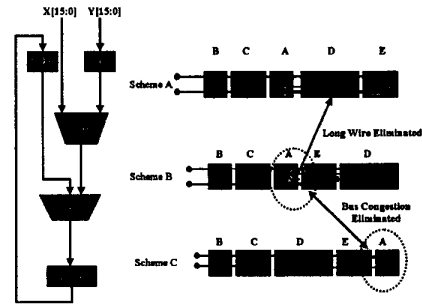 X[15:0] Y[15:0]
B C A D E
Scheme A
Long Wire Eliminated
B C A E D
Scheme B
Bus Congestion
Eliminated
B C D E A
Scheme C